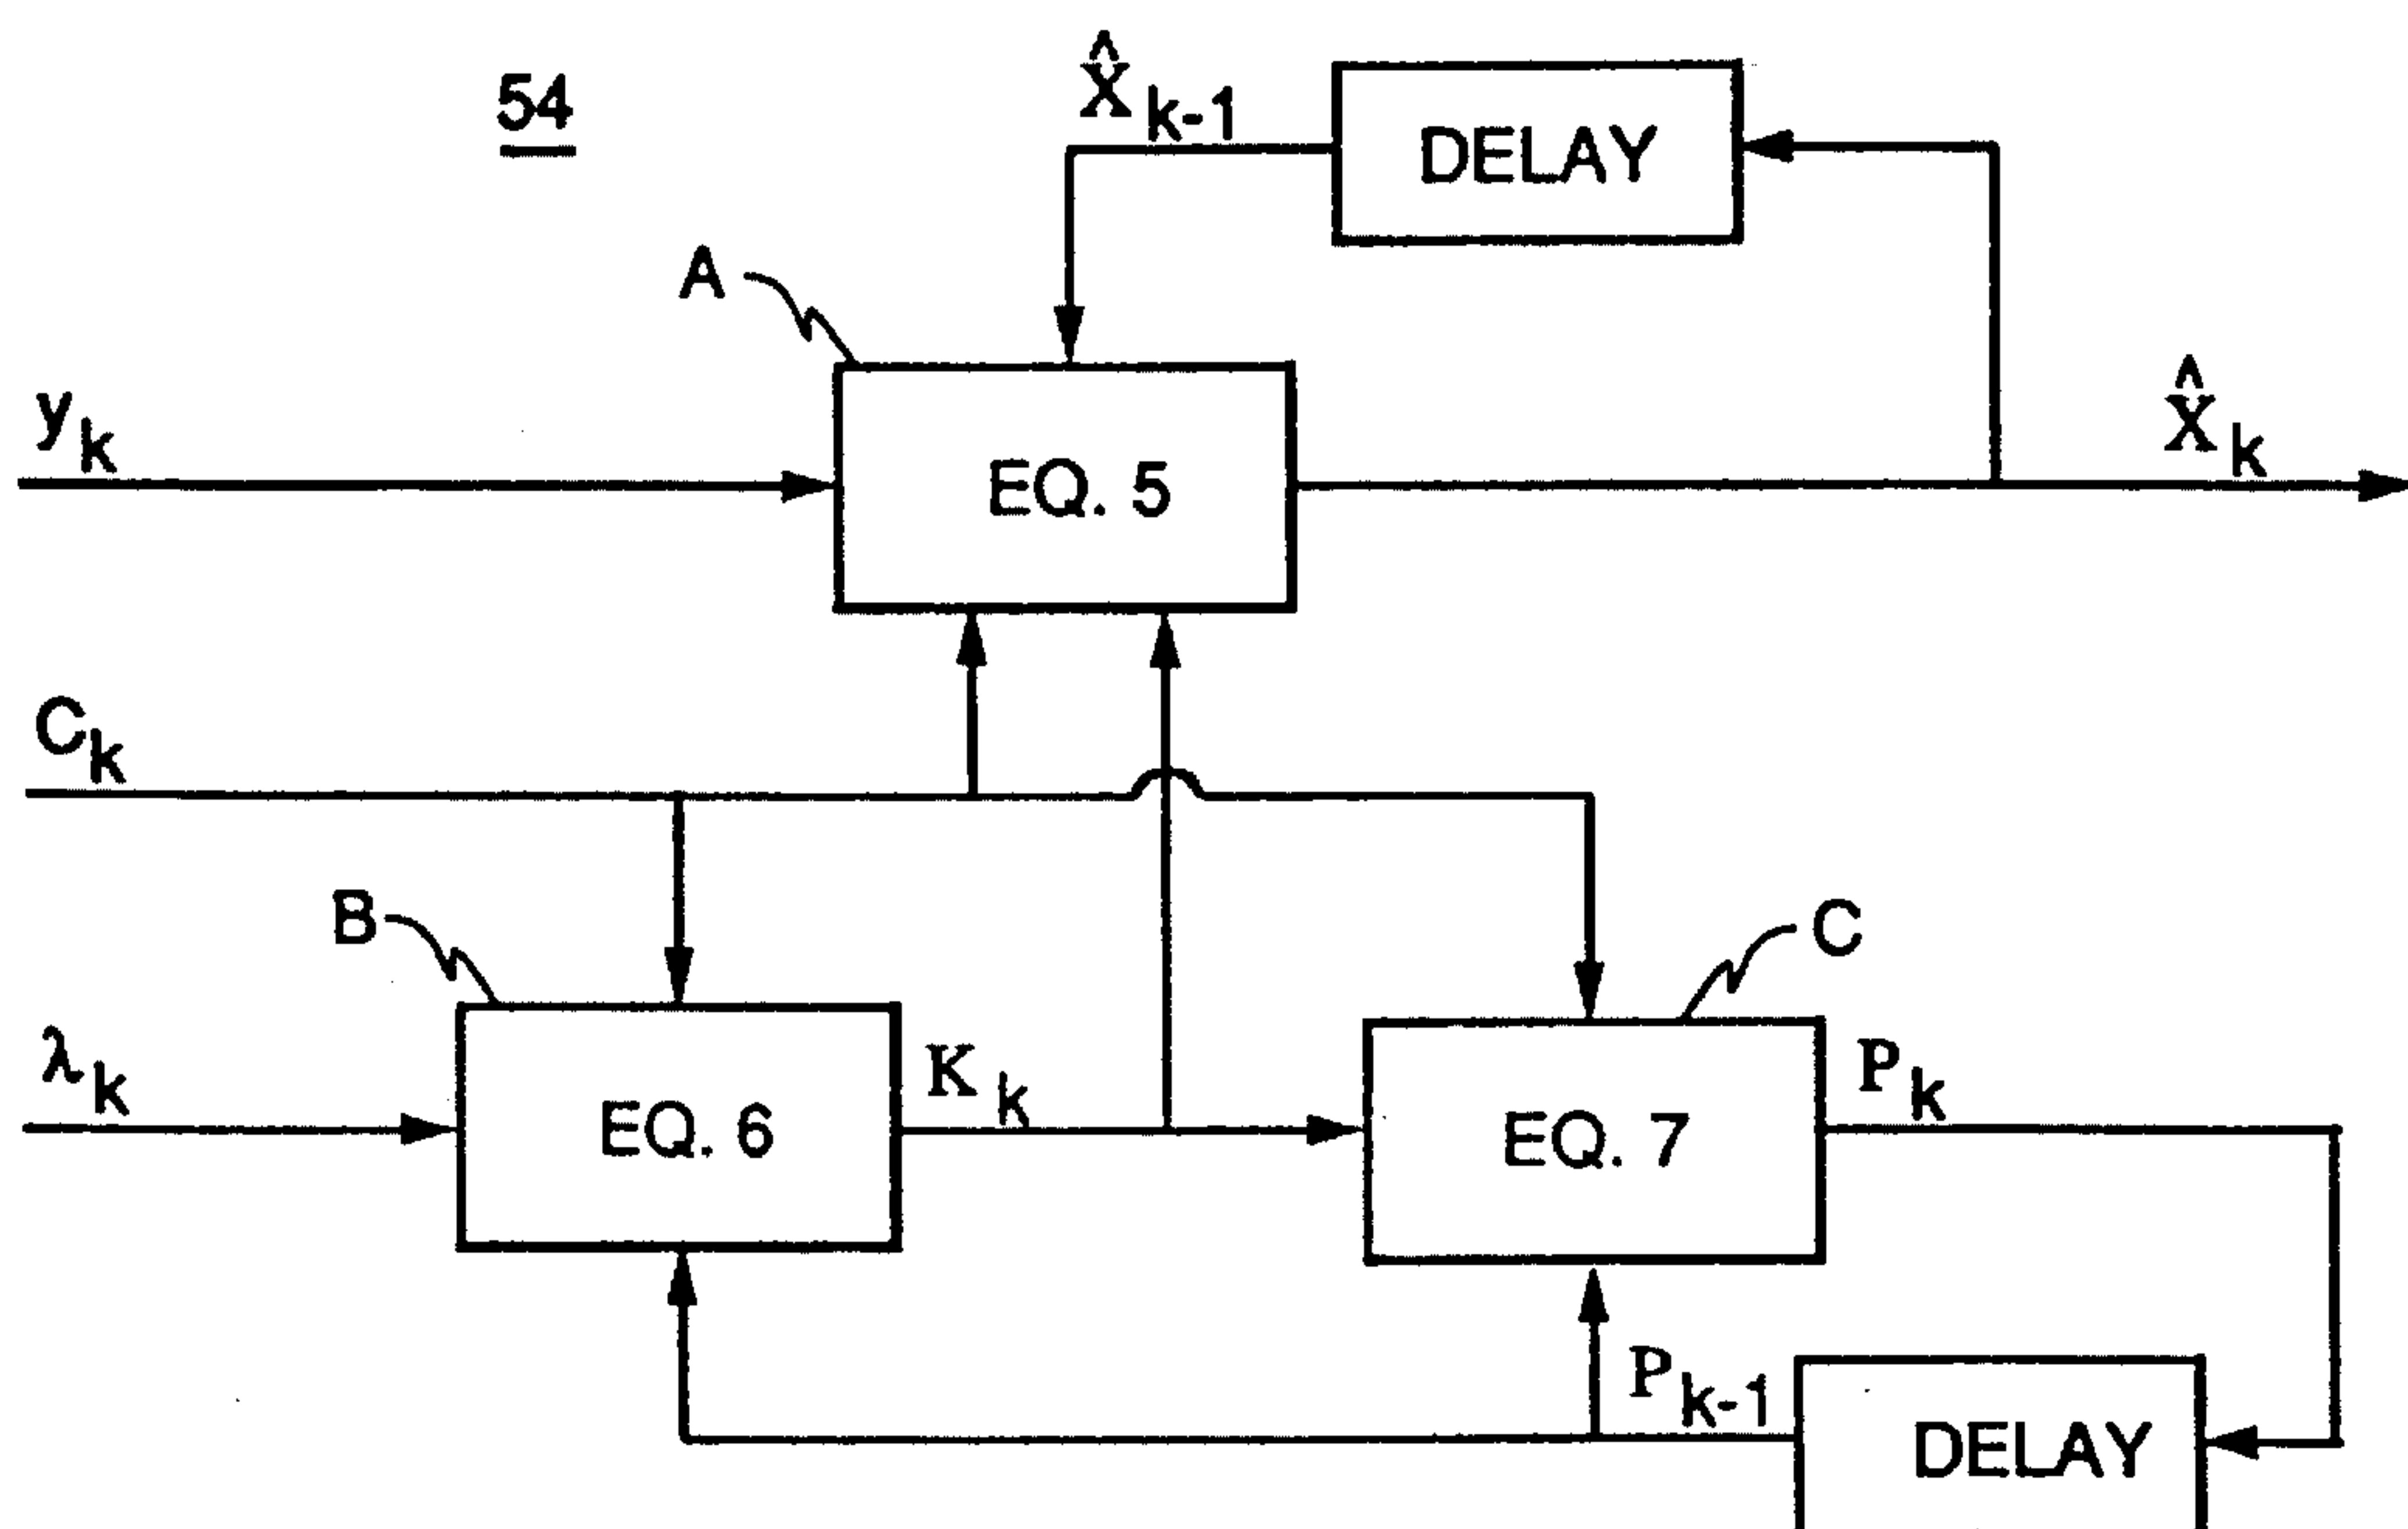 54
X̂k-1
DELAY
A
yk
EQ. 5
X̂k
Ck
B
C
λk
EQ. 6
Kk
EQ. 7
Pk
Pk-1
DELAY